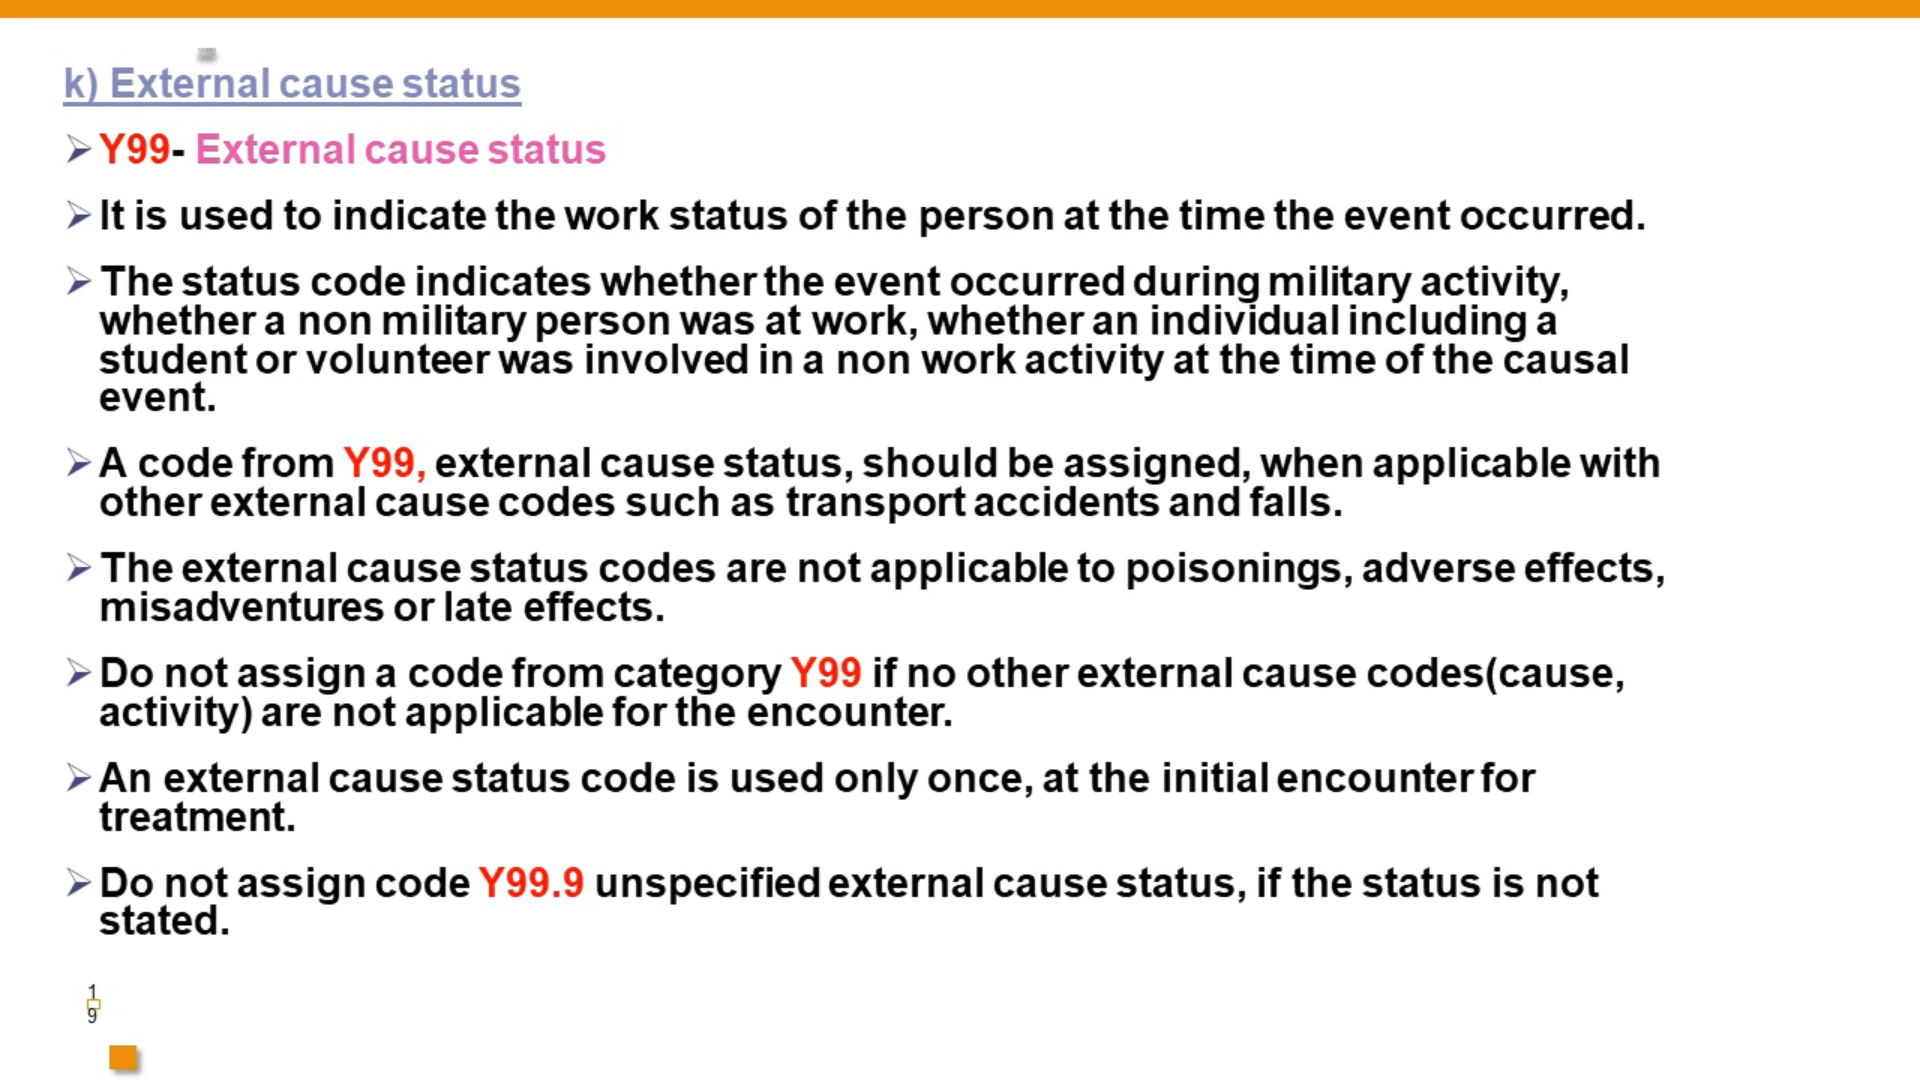 k) External cause status
Y99- External cause status
It is used to indicate the work status of the person at the time the event occurred.
The status code indicates whether the event occurred during military activity,
whether a non military person was at work, whether an individual including a
student or volunteer was involved in a non work activity at the time of the causal
event.
A code from Y99, external cause status, should be assigned, when applicable with
other external cause codes such as transport accidents and falls.
The external cause status codes are not applicable to poisonings, adverse effects,
misadventures or late effects.
Do not assign a code from category Y99 if no other external cause codes(cause,
activity) are not applicable for the encounter.
An external cause status code is used only once, at the initial encounter for
treatment.
Do not assign code Y99.9 unspecified external cause status, if the status is not
stated.
1
9